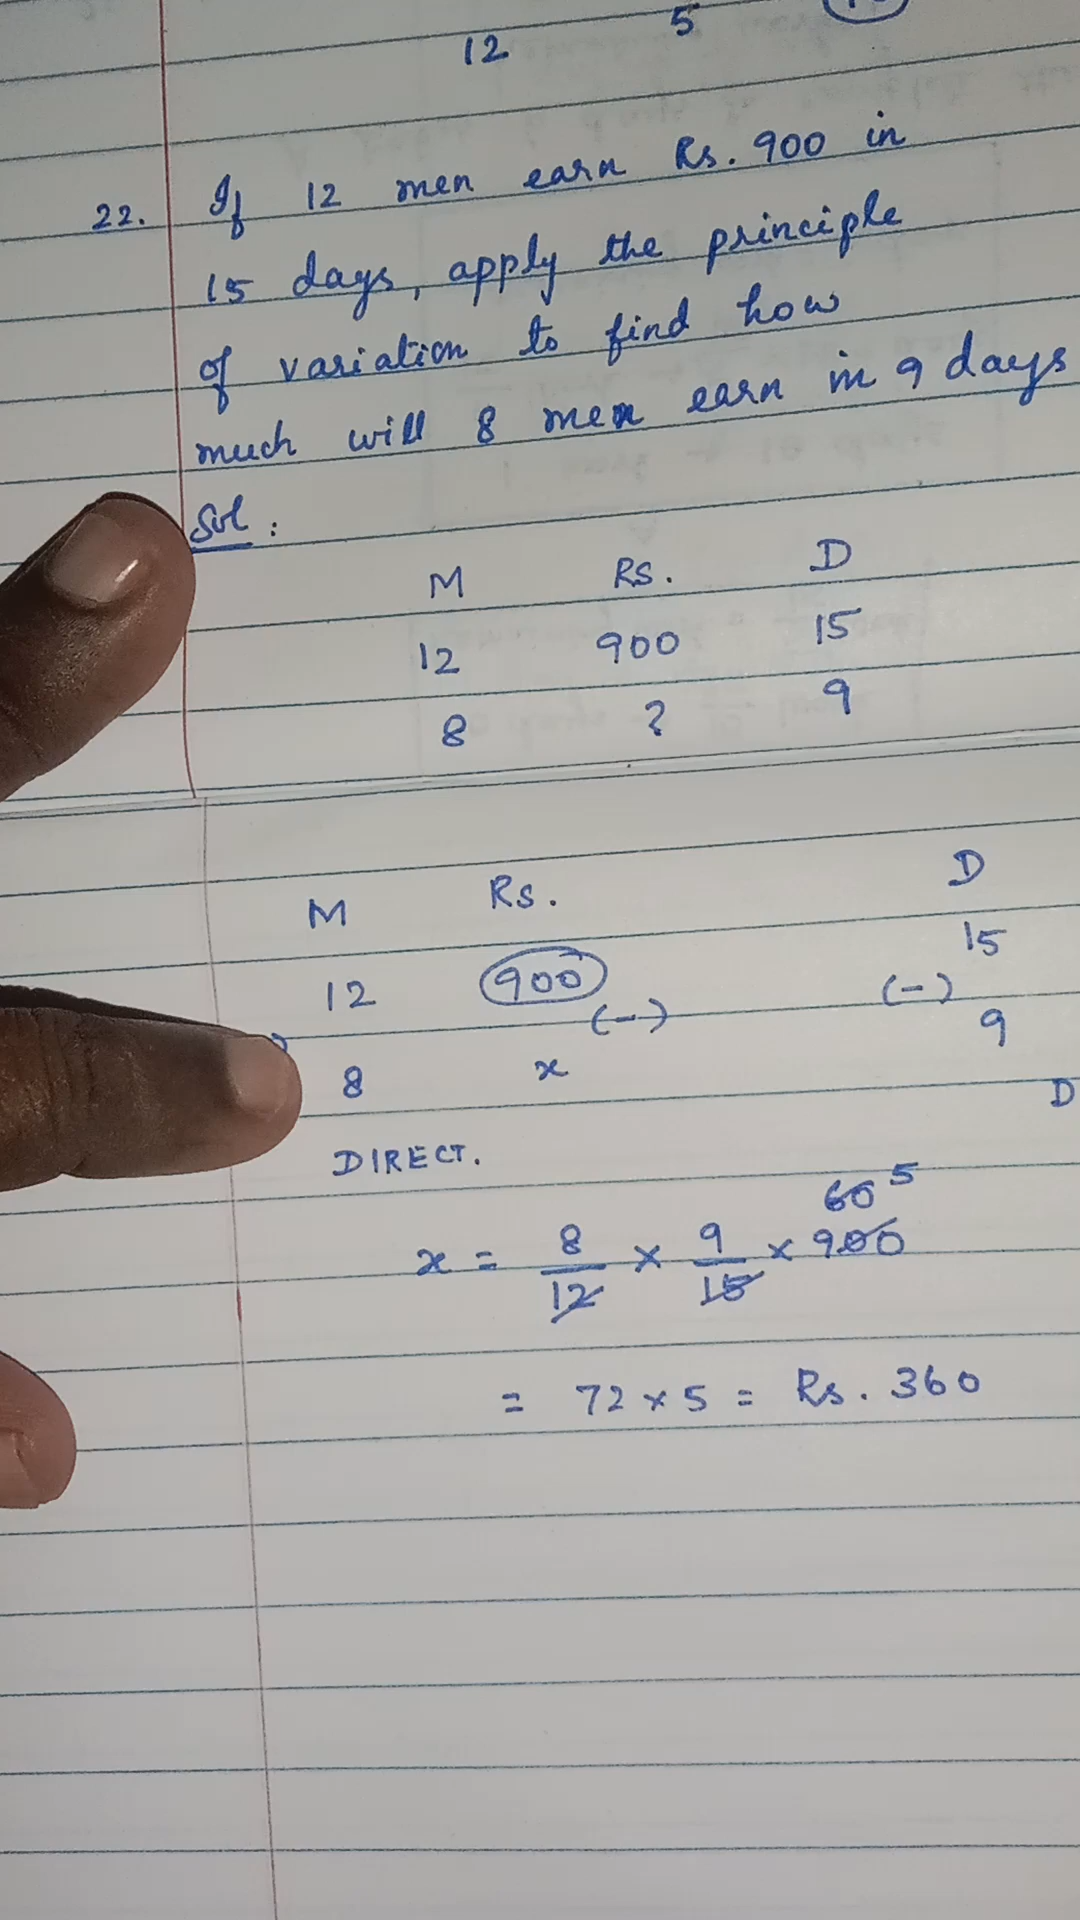 12 5
22. If 12 men earn Rs. 900 in
15 days, apply the principle
of variation to find how
much will 8 men earn in 9 days
Sol :
M Rs. D
12 900 15
8 ? 9
M Rs. D
12 900 15
(-) (-)
8 x 9
D
DIRECT.
60 5
x = 8/12 x 9/15 x 900
= 72 x 5 = Rs. 360